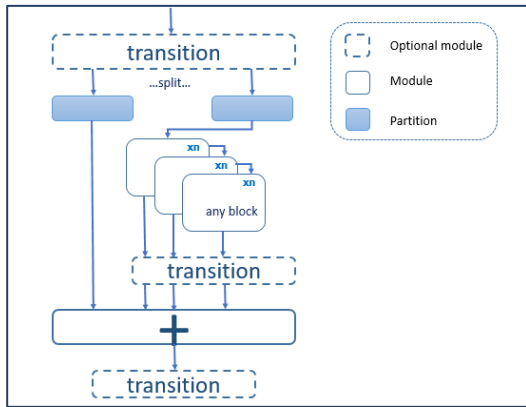 transition
...split...
xn
xn
xn
any block
transition
+
transition
Optional module
Module
Partition